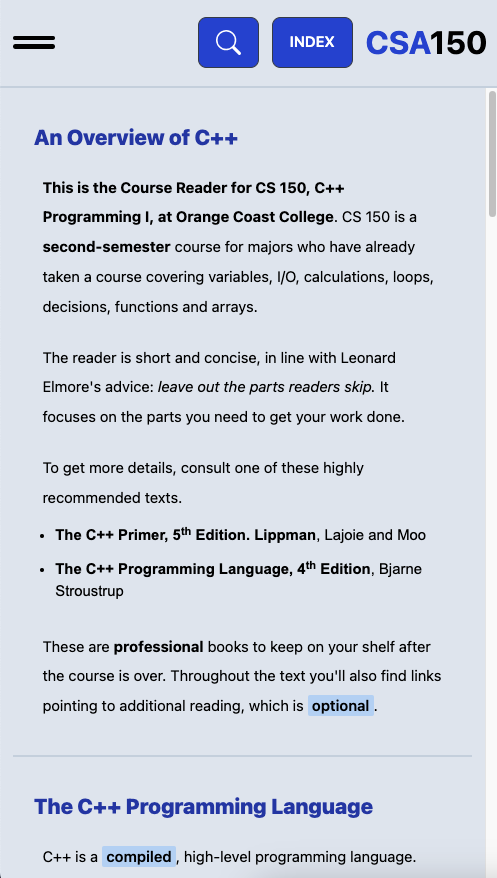 INDEX
CSA150
An Overview of C++
This is the Course Reader for CS 150, C++
Programming I, at Orange Coast College. CS 150 is a
second-semester course for majors who have already
taken a course covering variables, I/O, calculations, loops,
decisions, functions and arrays.
The reader is short and concise, in line with Leonard
Elmore's advice: leave out the parts readers skip. It
focuses on the parts you need to get your work done.
To get more details, consult one of these highly
recommended texts.
• The C++ Primer, 5th Edition. Lippman, Lajoie and Moo
• The C++ Programming Language, 4th Edition, Bjarne
Stroustrup
These are professional books to keep on your shelf after
the course is over. Throughout the text you'll also find links
pointing to additional reading, which is optional.
The C++ Programming Language
C++ is a compiled, high-level programming language.